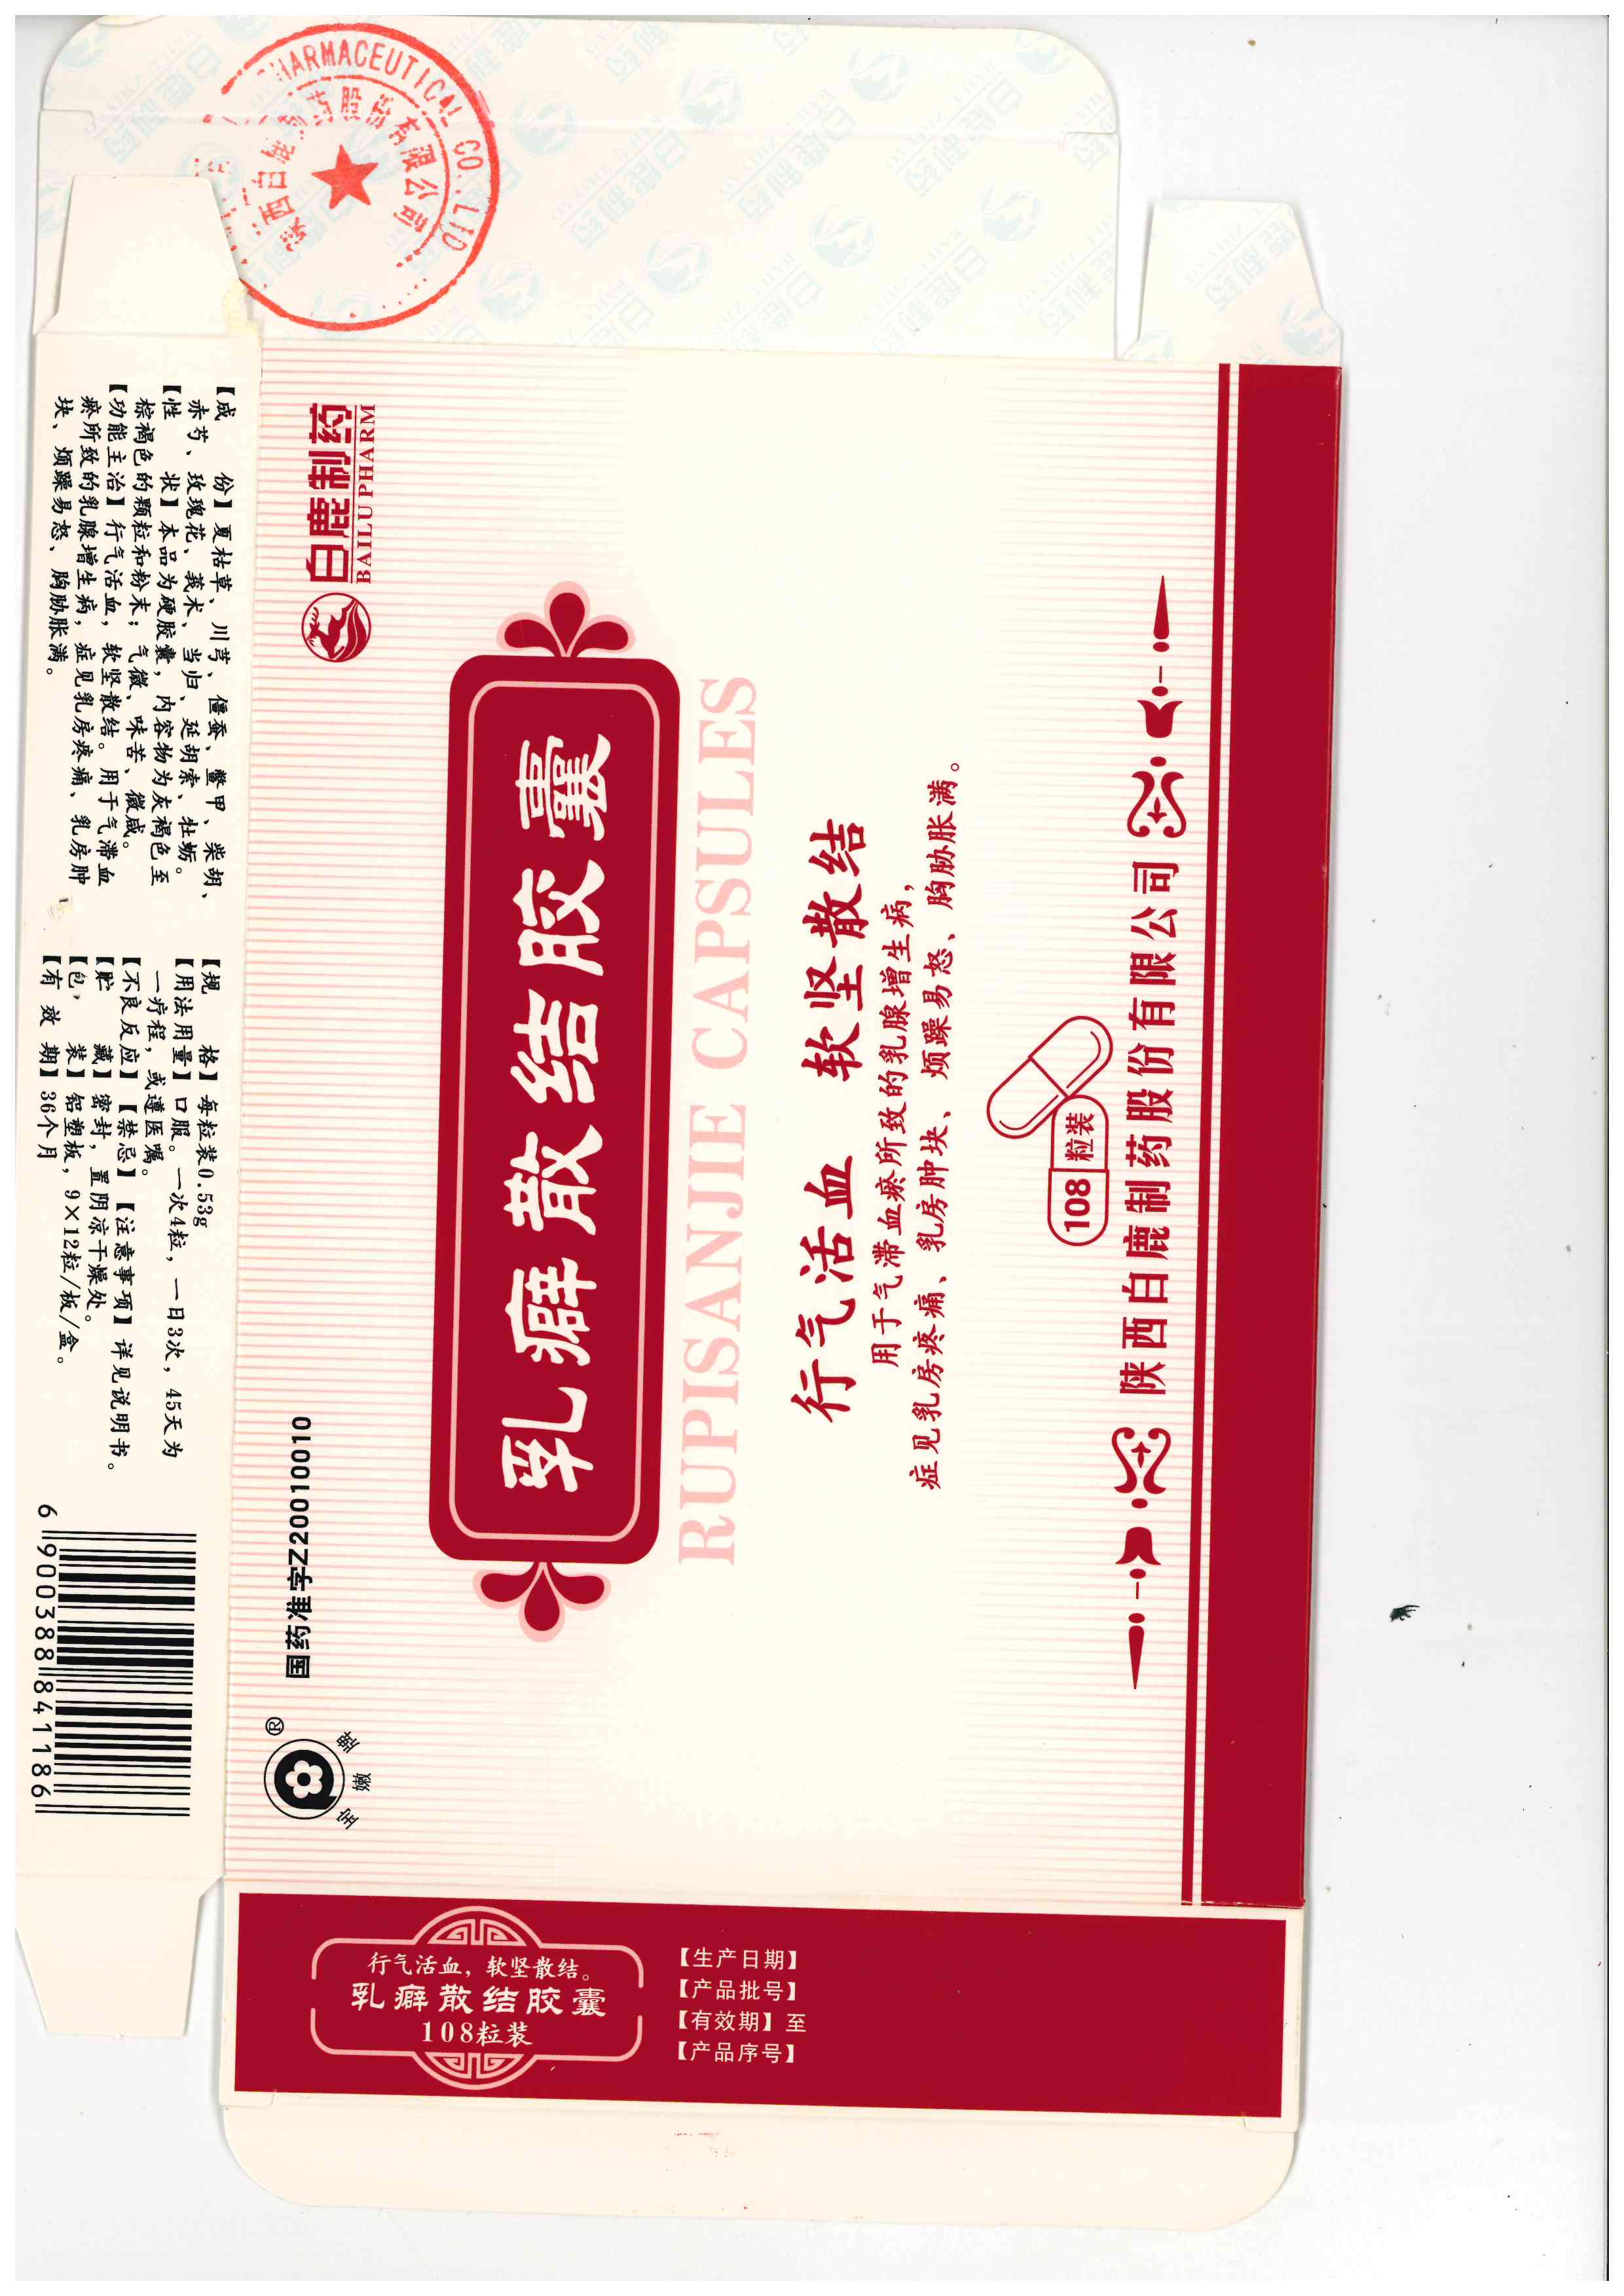 PHARMACEUTICAL CO.,LTD
陕西白鹿制药股份有限公司
白鹿制药
BAILU PHARM
国药准字Z20010010
乳癖散结胶囊
RUPISANJIE CAPSULES
行气活血 软坚散结
用于气滞血瘀所致的乳腺增生病，
症见乳房疼痛、乳房肿块、烦躁易怒、胸胁胀满。
108粒装
陕西白鹿制药股份有限公司
【成 份】夏枯草、川芎、僵蚕、鳖甲、柴胡、
赤芍、玫瑰花、莪术、当归、延胡索、牡蛎。
【性 状】本品为硬胶囊，内容物为灰褐色至
棕褐色的颗粒和粉末；气微、味苦、微咸。
【功能主治】行气活血，软坚散结。用于气滞血
瘀所致的乳腺增生病，症见乳房疼痛、乳房肿
块、烦躁易怒、胸胁胀满。
【规 格】每粒装0.53g
【用法用量】口服。一次4粒，一日3次，45天为
一疗程，或遵医嘱。
【不良反应】【禁忌】【注意事项】详见说明书。
【贮 藏】密封，置阴凉干燥处。
【包 装】铝塑板，9×12粒/板/盒。
【有 效 期】36个月
6 900388 841186
行气活血，软坚散结。
乳癖散结胶囊
108粒装
【生产日期】
【产品批号】
【有效期】至
【产品序号】